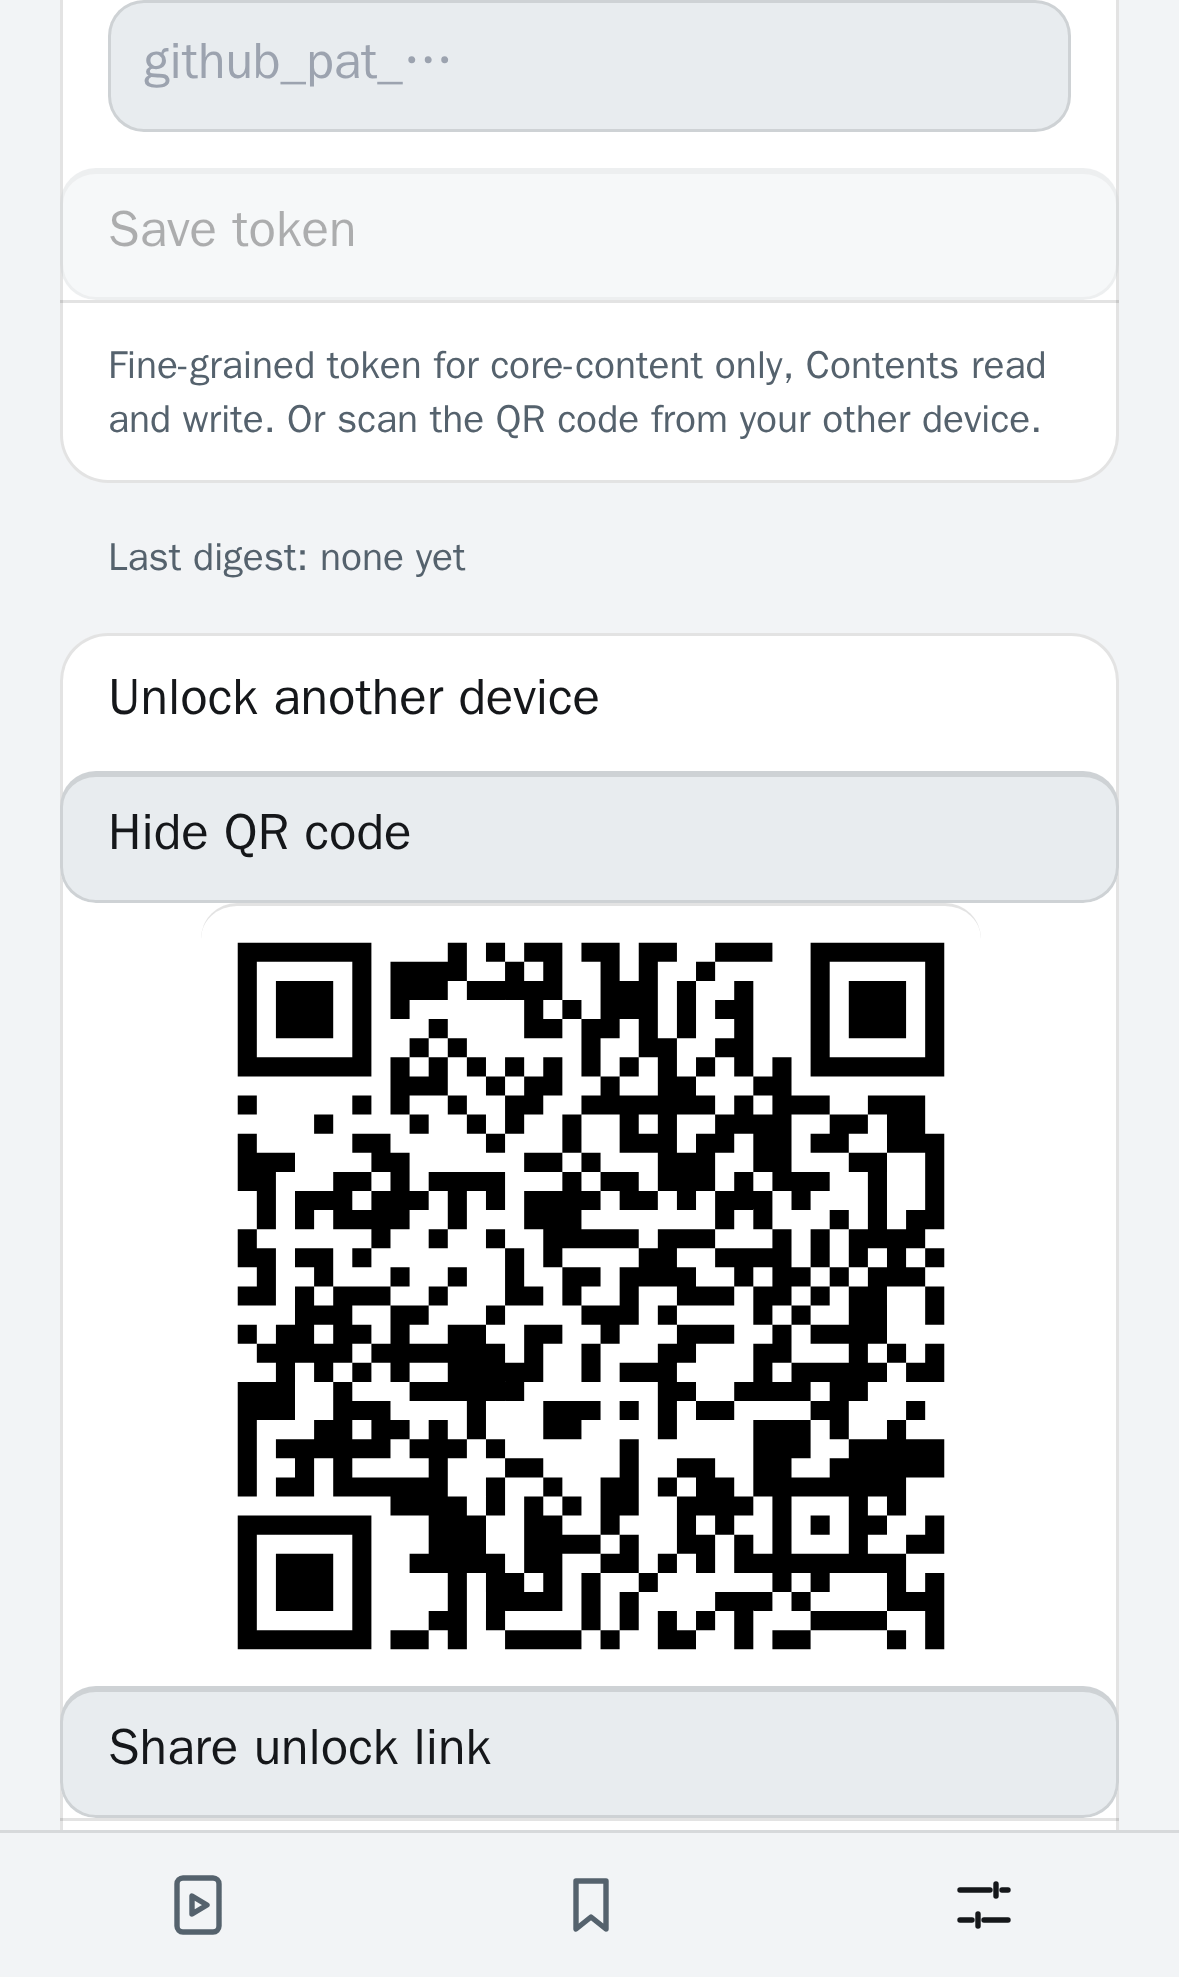 github_pat_···
Save token
Fine-grained token for core-content only, Contents read
and write. Or scan the QR code from your other device.
Last digest: none yet
Unlock another device
Hide QR code
Share unlock link